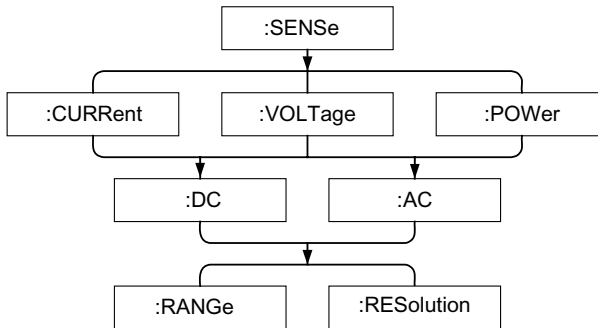 :SENSe
:CURRent
:VOLTage
:POWer
:DC
:AC
:RANGe
:RESolution